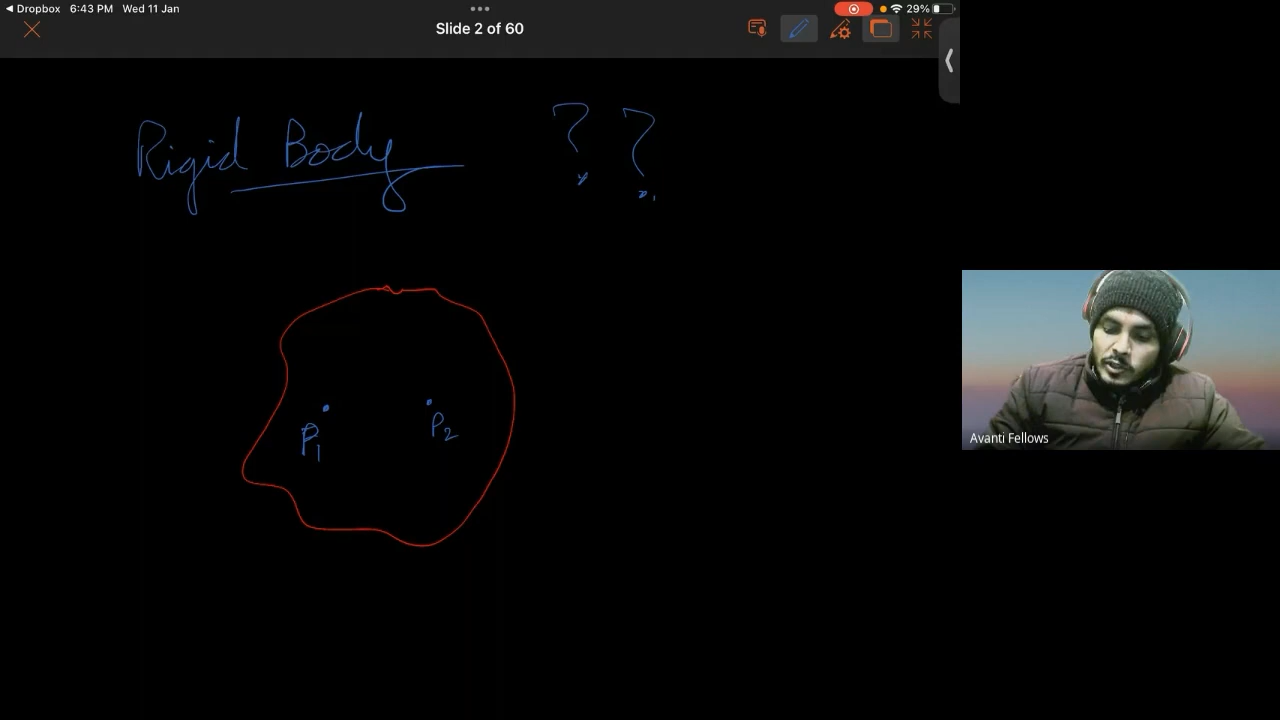 Dropbox 6:43 PM Wed 11 Jan 29%
Slide 2 of 60
Rigid Body ??
P1 P2
Avanti Fellows